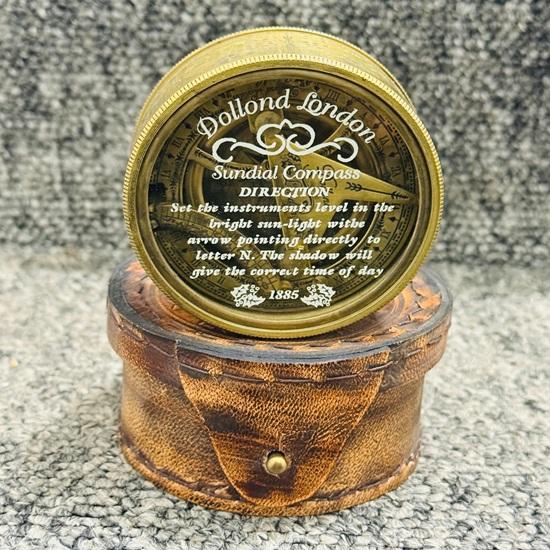 Dollond London
Sundial Compass
DIRECTION
Set the instruments level in the
bright sun-light withe
arrow pointing directly to
letter N. The shadow will
give the correct time of day
1885